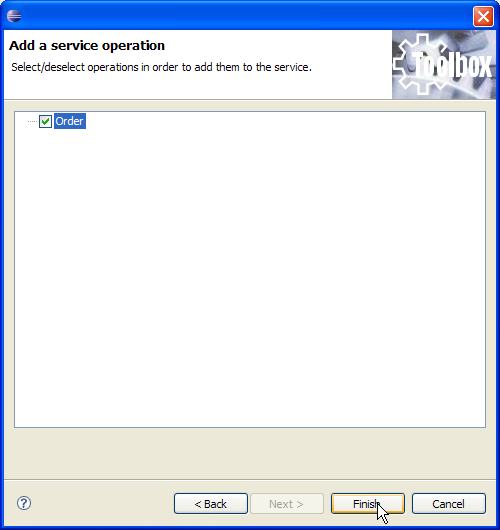 Add a service operation
Select/deselect operations in order to add them to the service.
Toolbox
Order
?
< Back
Next >
Finish
Cancel